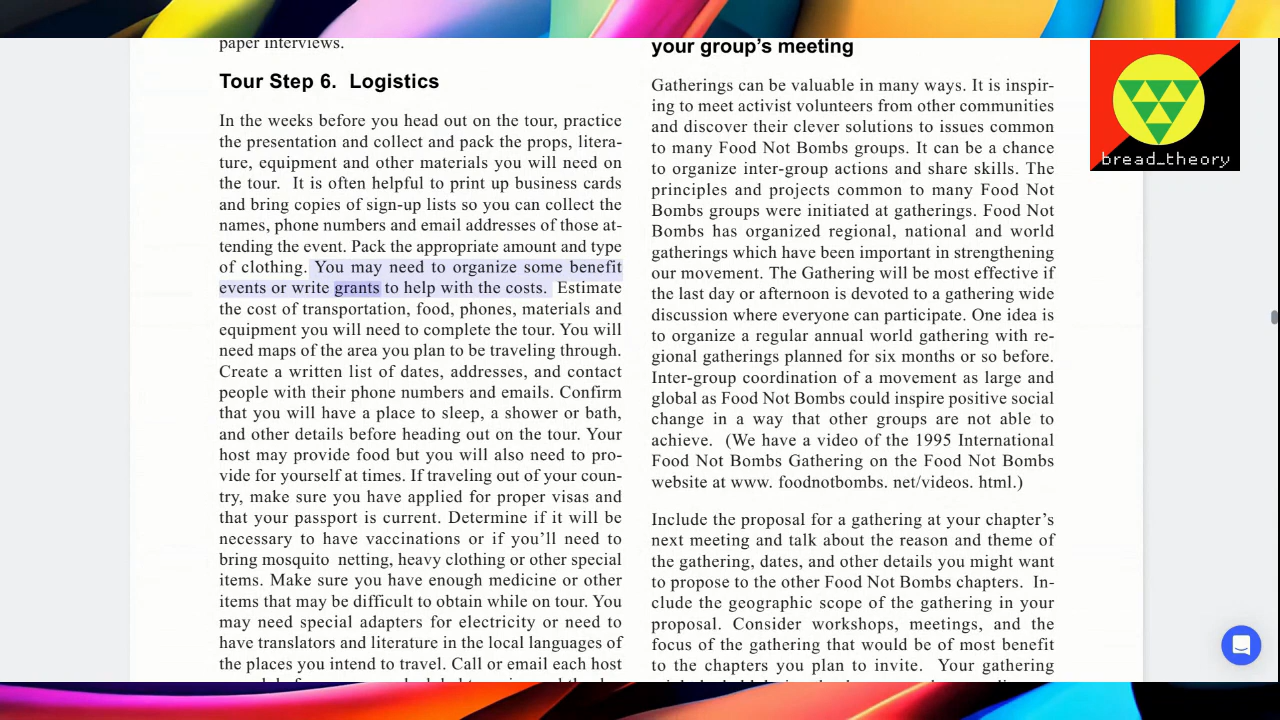 paper interviews.
Tour Step 6. Logistics
In the weeks before you head out on the tour, practice
the presentation and collect and pack the props, litera-
ture, equipment and other materials you will need on
the tour. It is often helpful to print up business cards
and bring copies of sign-up lists so you can collect the
names, phone numbers and email addresses of those at-
tending the event. Pack the appropriate amount and type
of clothing. You may need to organize some benefit
events or write grants to help with the costs. Estimate
the cost of transportation, food, phones, materials and
equipment you will need to complete the tour. You will
need maps of the area you plan to be traveling through.
Create a written list of dates, addresses, and contact
people with their phone numbers and emails. Confirm
that you will have a place to sleep, a shower or bath,
and other details before heading out on the tour. Your
host may provide food but you will also need to pro-
vide for yourself at times. If traveling out of your coun-
try, make sure you have applied for proper visas and
that your passport is current. Determine if it will be
necessary to have vaccinations or if you'll need to
bring mosquito netting, heavy clothing or other special
items. Make sure you have enough medicine or other
items that may be difficult to obtain while on tour. You
may need special adapters for electricity or need to
have translators and literature in the local languages of
the places you intend to travel. Call or email each host
your group's meeting
Gatherings can be valuable in many ways. It is inspir-
ing to meet activist volunteers from other communities
and discover their clever solutions to issues common
to many Food Not Bombs groups. It can be a chance
to organize inter-group actions and share skills. The
principles and projects common to many Food Not
Bombs groups were initiated at gatherings. Food Not
Bombs has organized regional, national and world
gatherings which have been important in strengthening
our movement. The Gathering will be most effective if
the last day or afternoon is devoted to a gathering wide
discussion where everyone can participate. One idea is
to organize a regular annual world gathering with re-
gional gatherings planned for six months or so before.
Inter-group coordination of a movement as large and
global as Food Not Bombs could inspire positive social
change in a way that other groups are not able to
achieve. (We have a video of the 1995 International
Food Not Bombs Gathering on the Food Not Bombs
website at www. foodnotbombs. net/videos. html.)
Include the proposal for a gathering at your chapter's
next meeting and talk about the reason and theme of
the gathering, dates, and other details you might want
to propose to the other Food Not Bombs chapters. In-
clude the geographic scope of the gathering in your
proposal. Consider workshops, meetings, and the
focus of the gathering that would be of most benefit
to the chapters you plan to invite. Your gathering
bread_theory